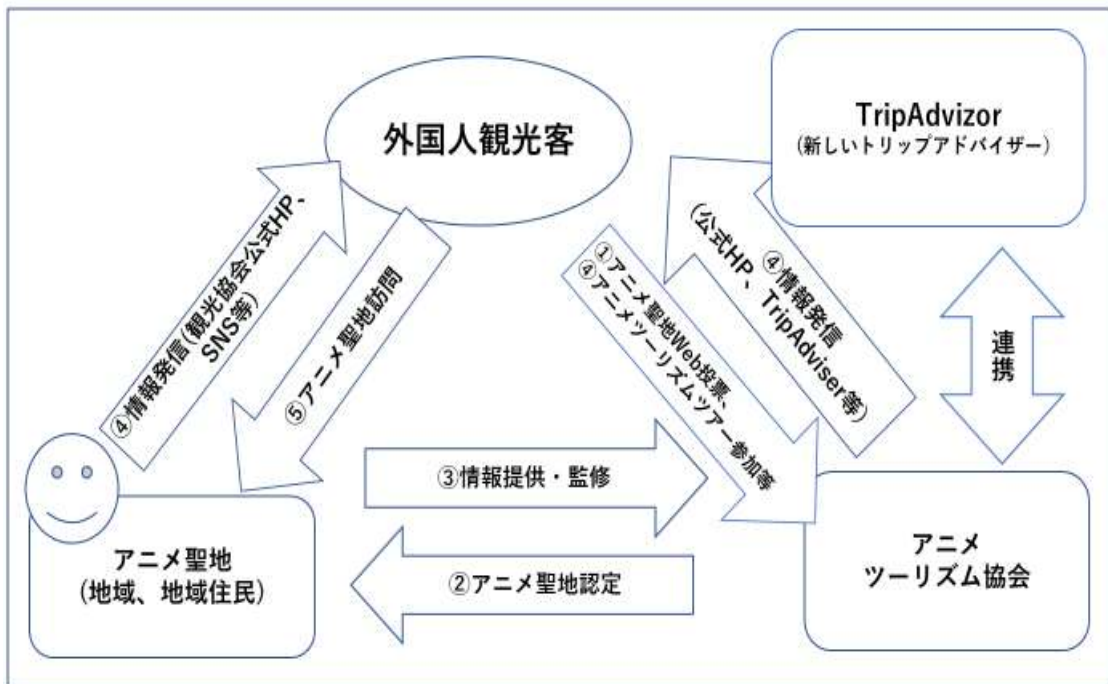 外国人観光客
TripAdvizor
(新しいトリップアドバイザー)
④情報発信(観光協会公式HP、
SNS等)
⑤アニメ聖地訪問
①アニメ聖地Web投票、
④アニメツーリズムツアー参加等
④情報発信
(公式HP、TripAdviser等)
連携
③情報提供・監修
②アニメ聖地認定
アニメ聖地
(地域、地域住民)
アニメ
ツーリズム協会